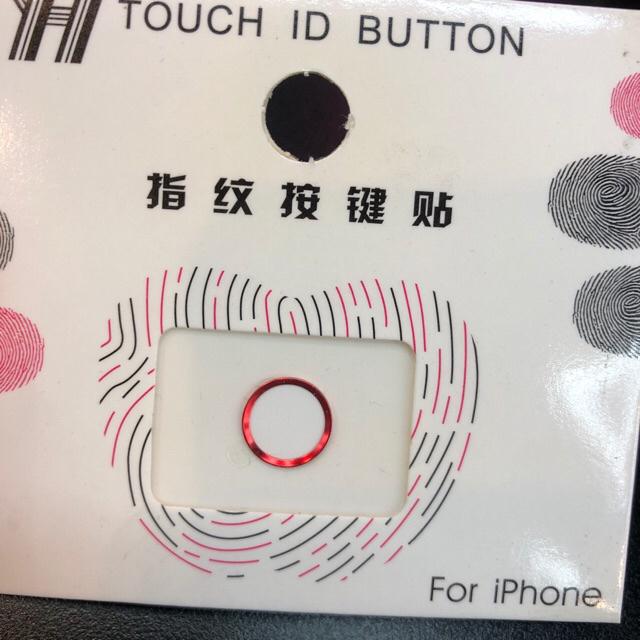 TOUCH ID BUTTON
指纹按键贴
For iPhone